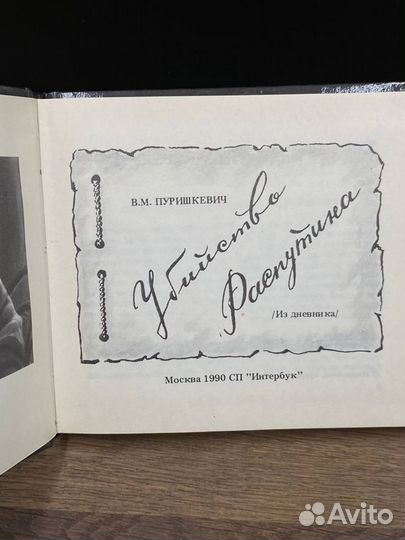 В.М. ПУРИШКЕВИЧ
Убийство
Распутина
/Из дневника/
Москва 1990 СП "Интербук"
Avito